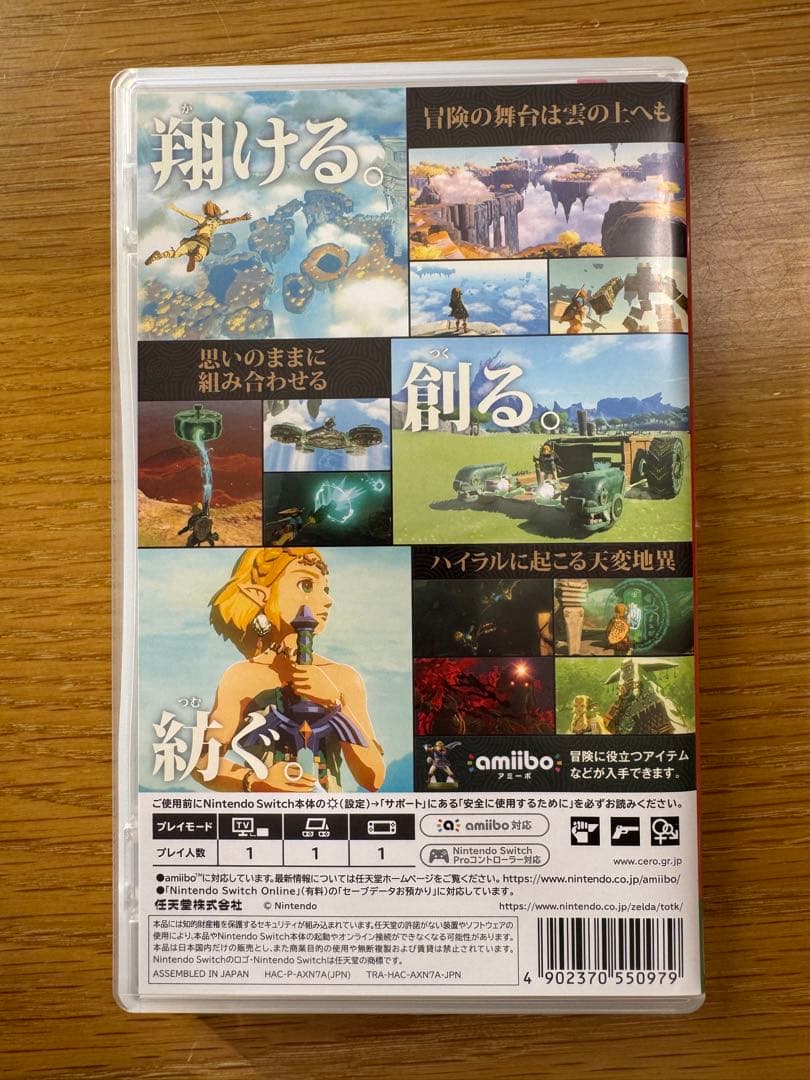 か
翔ける。
冒険の舞台は雲の上へも
思いのままに
組み合わせる
つく
創る。
ハイラルに起こる天変地異
つむ
紡ぐ。
amiibo
アミーボ
冒険に役立つアイテム
などが入手できます。
ご使用前にNintendo Switch本体の(設定)→「サポート」にある「安全に使用するために」を必ずお読みください。
プレイモード TV
プレイ人数 1 1 1
amiibo 対応
Nintendo Switch
Proコントローラー対応
www.cero.gr.jp
●amiibo™に対応しています。最新情報については任天堂ホームページをご覧ください。https://www.nintendo.co.jp/amiibo/
●「Nintendo Switch Online」(有料)の「セーブデータお預かり」に対応しています。
任天堂株式会社 © Nintendo https://www.nintendo.co.jp/zelda/totk/
本品には知的財産権を保護するセキュリティが組み込まれています。任天堂の許諾がない装置やソフトウェアの
使用により、本品やNintendo Switch本体の起動やオンライン接続ができなくなる可能性があります。
本品は日本国内だけの販売とし、また商業目的の使用や無断複製および賃貸は禁止されています。
Nintendo Switchのロゴ・Nintendo Switchは任天堂の商標です。
ASSEMBLED IN JAPAN HAC-P-AXN7A(JPN) TRA-HAC-AXN7A-JPN
4 902370 550979